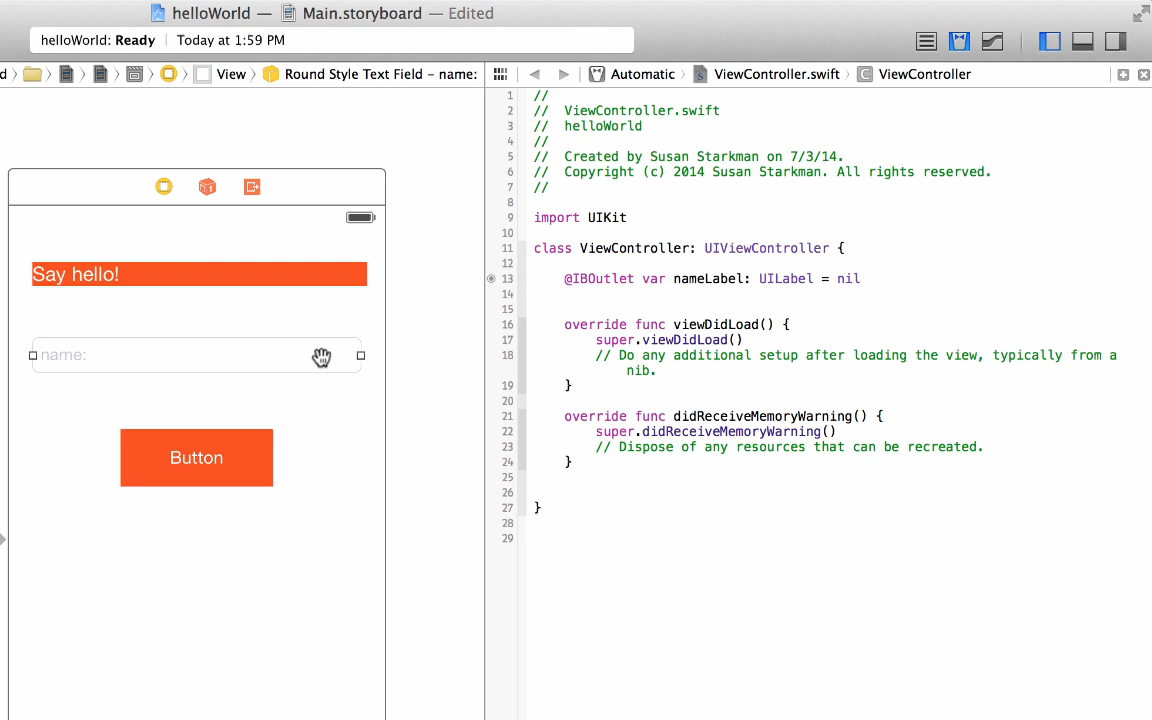 helloWorld — Main.storyboard — Edited
helloWorld: Ready | Today at 1:59 PM
d View Round Style Text Field – name:
Automatic ViewController.swift ViewController
Say hello!
name:
Button
1 //
2 // ViewController.swift
3 // helloWorld
4 //
5 // Created by Susan Starkman on 7/3/14.
6 // Copyright (c) 2014 Susan Starkman. All rights reserved.
7 //
8
9 import UIKit
10
11 class ViewController: UIViewController {
12
13 @IBOutlet var nameLabel: UILabel = nil
14
15
16 override func viewDidLoad() {
17 super.viewDidLoad()
18 // Do any additional setup after loading the view, typically from a
nib.
19 }
20
21 override func didReceiveMemoryWarning() {
22 super.didReceiveMemoryWarning()
23 // Dispose of any resources that can be recreated.
24 }
25
26
27 }
28
29